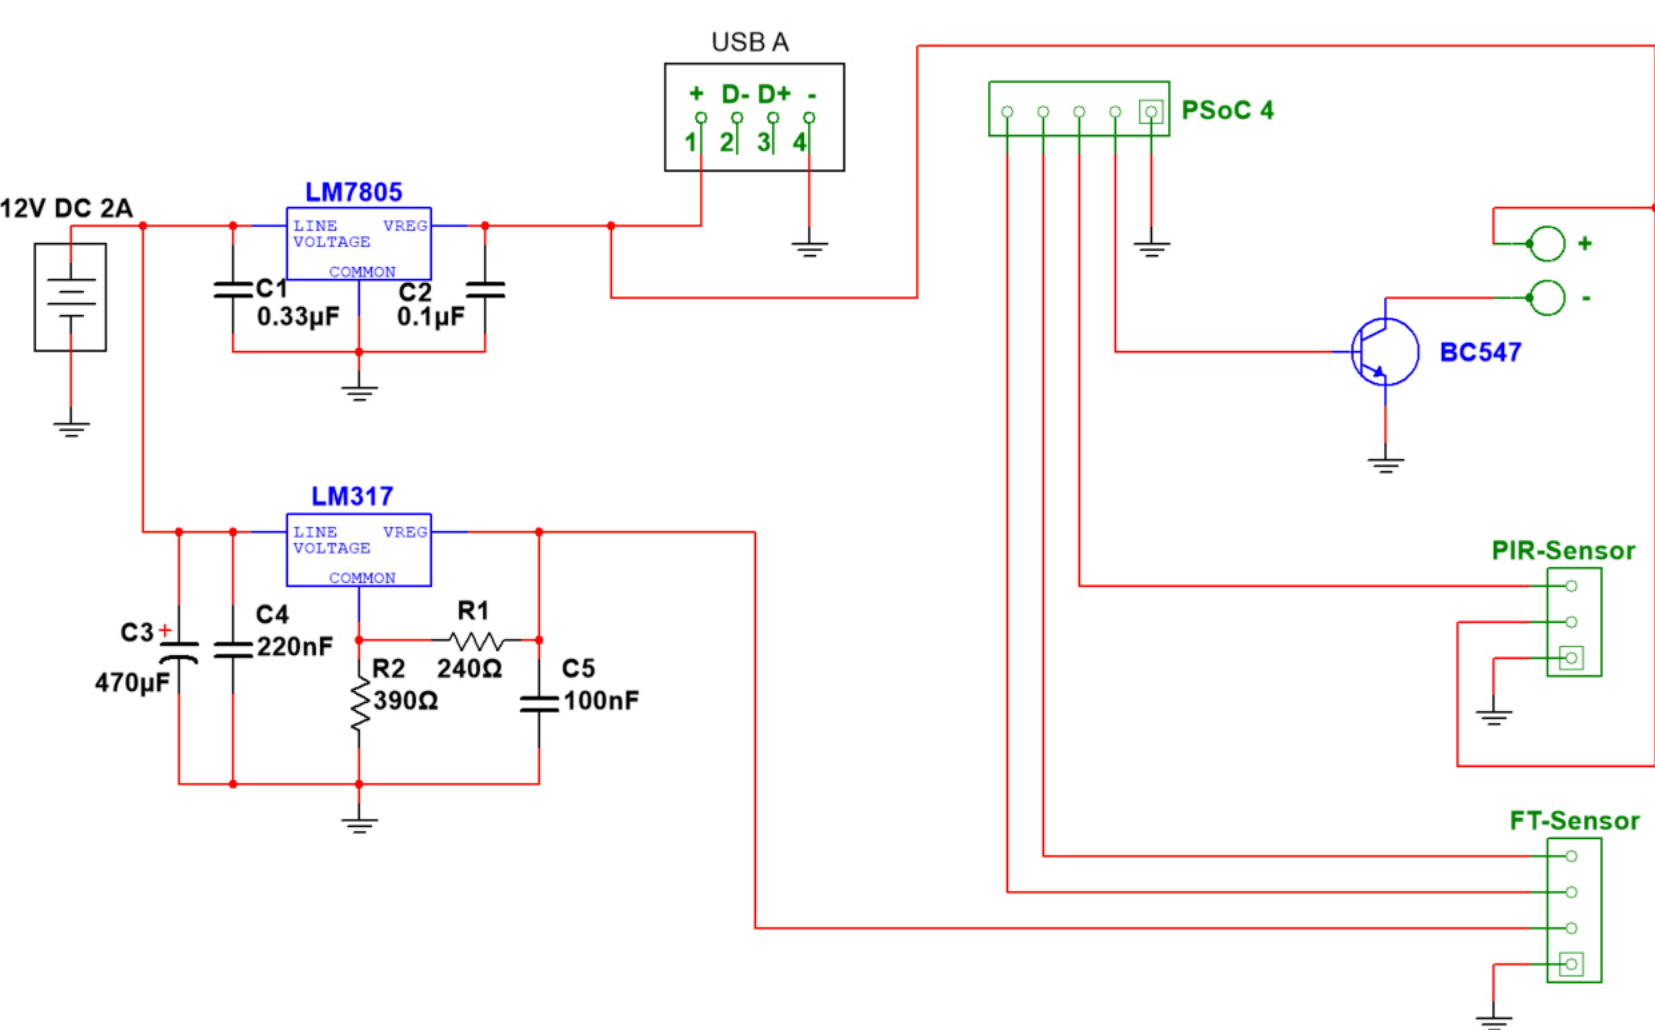 USB A
+ D- D+ -
1 2 3 4
PSoC 4
12V DC 2A
LM7805
LINE VREG
VOLTAGE
COMMON
C1
0.33µF
C2
0.1µF
+
-
BC547
LM317
LINE VREG
VOLTAGE
COMMON
C3 +
470µF
C4
220nF
R1
240Ω
R2
390Ω
C5
100nF
PIR-Sensor
FT-Sensor